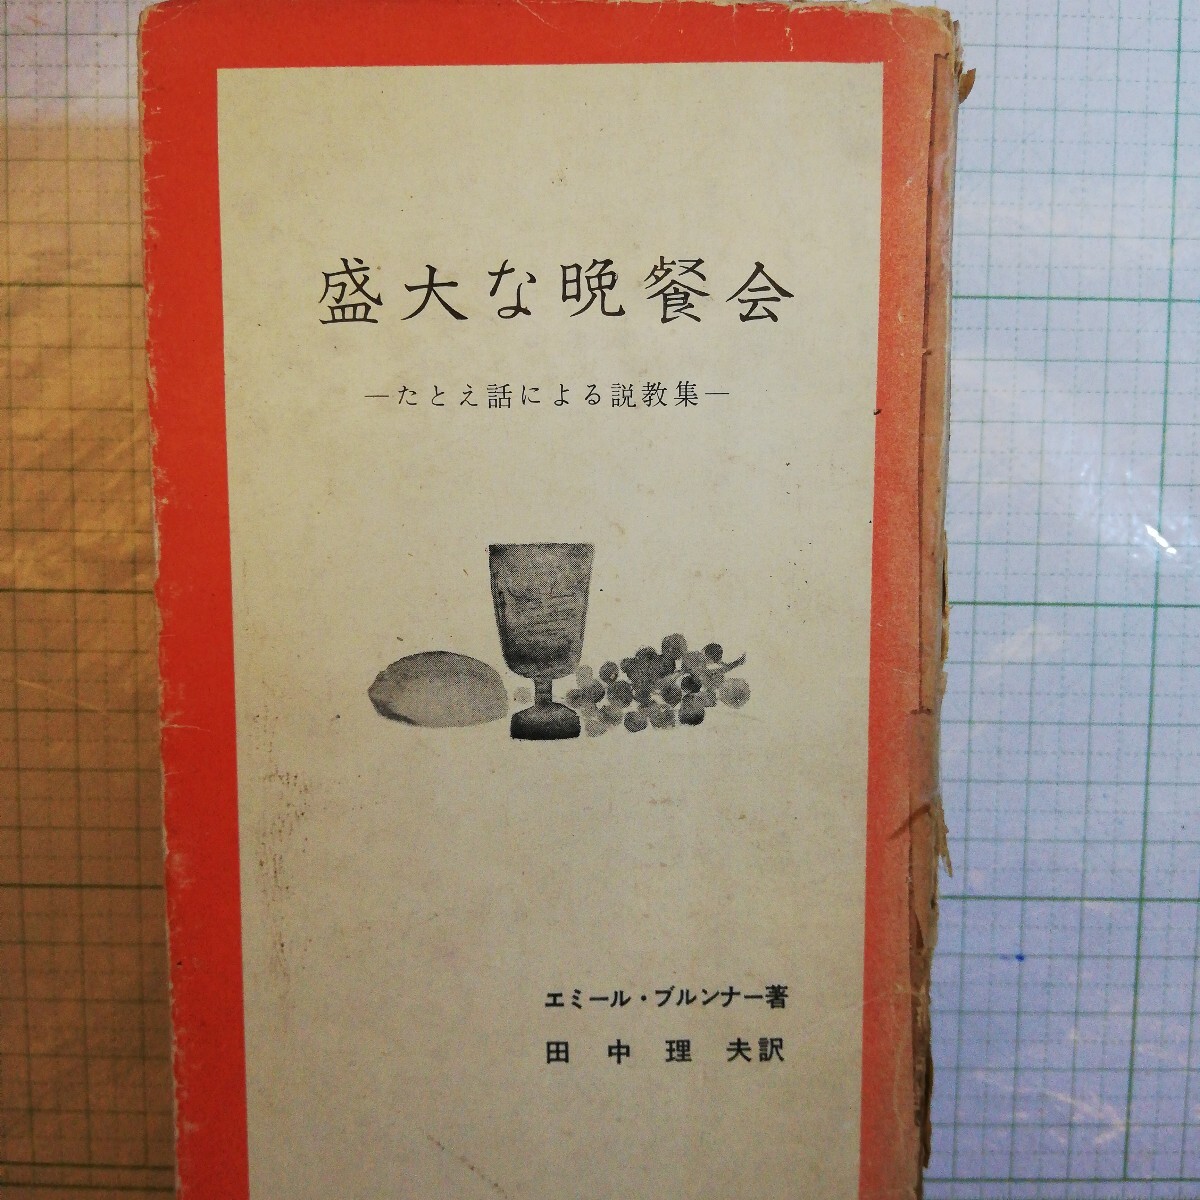 盛大な晩餐会
―たとえ話による説教集―
エミール・ブルンナー著
田中理夫訳